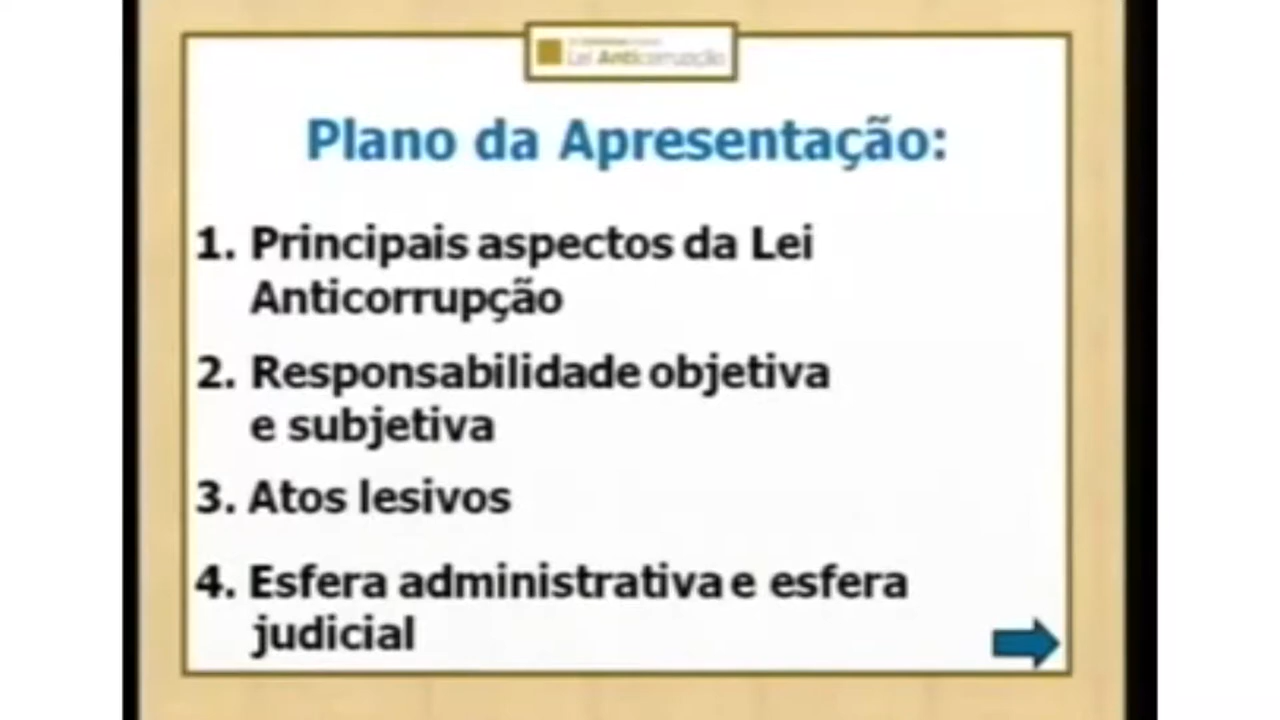 Lei Anticorrupção
Plano da Apresentação:
1. Principais aspectos da Lei
Anticorrupção
2. Responsabilidade objetiva
e subjetiva
3. Atos lesivos
4. Esfera administrativa e esfera
judicial